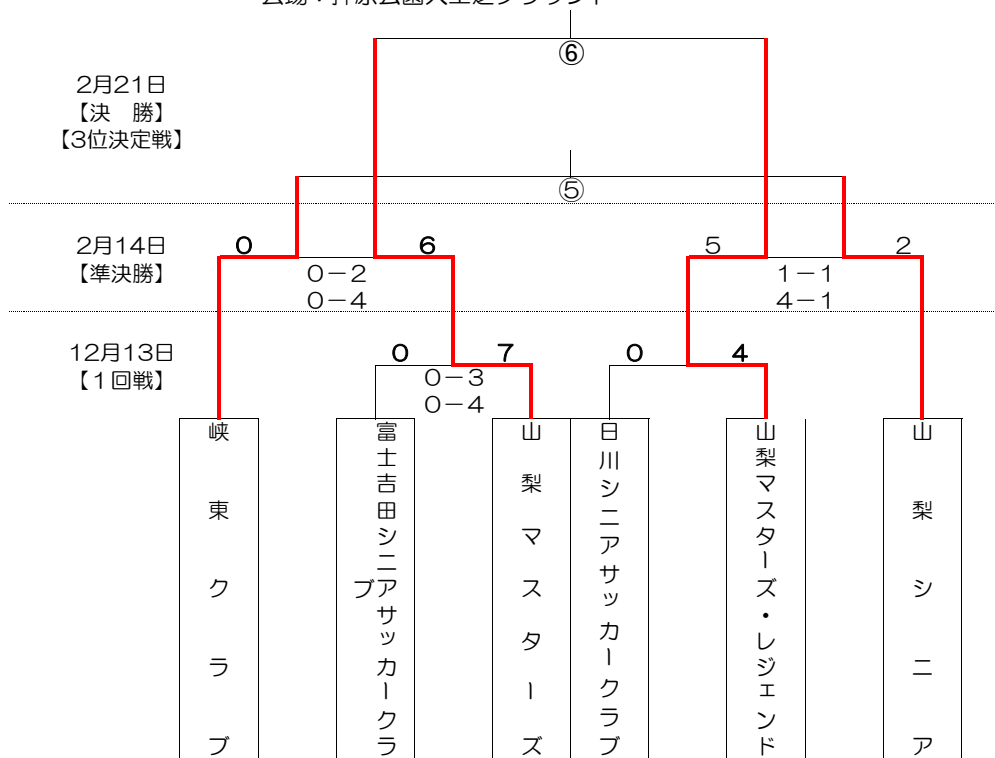 ⑥
2月21日
【決　勝】
【3位決定戦】
⑤
2月14日
【準決勝】
0
6
5
2
0−2
0−4
1−1
4−1
12月13日
【1回戦】
0
7
0
4
0−3
0−4
峡東クラブ
富士吉田シニアサッカークラブ
山梨マスターズ
日川シニアサッカークラブ
山梨マスターズ・レジェンド
山梨シニア